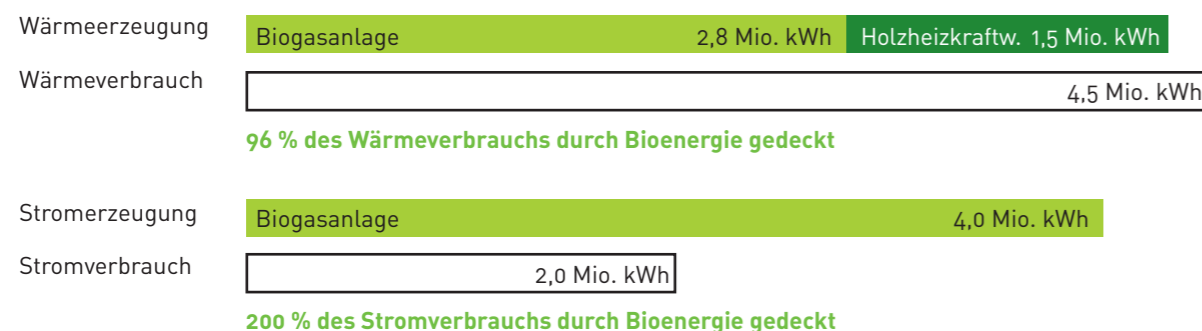 Wärmeerzeugung Biogasanlage 2,8 Mio. kWh Holzheizkraftw. 1,5 Mio. kWh
Wärmeverbrauch 4,5 Mio. kWh
96 % des Wärmeverbrauchs durch Bioenergie gedeckt
Stromerzeugung Biogasanlage 4,0 Mio. kWh
Stromverbrauch 2,0 Mio. kWh
200 % des Stromverbrauchs durch Bioenergie gedeckt